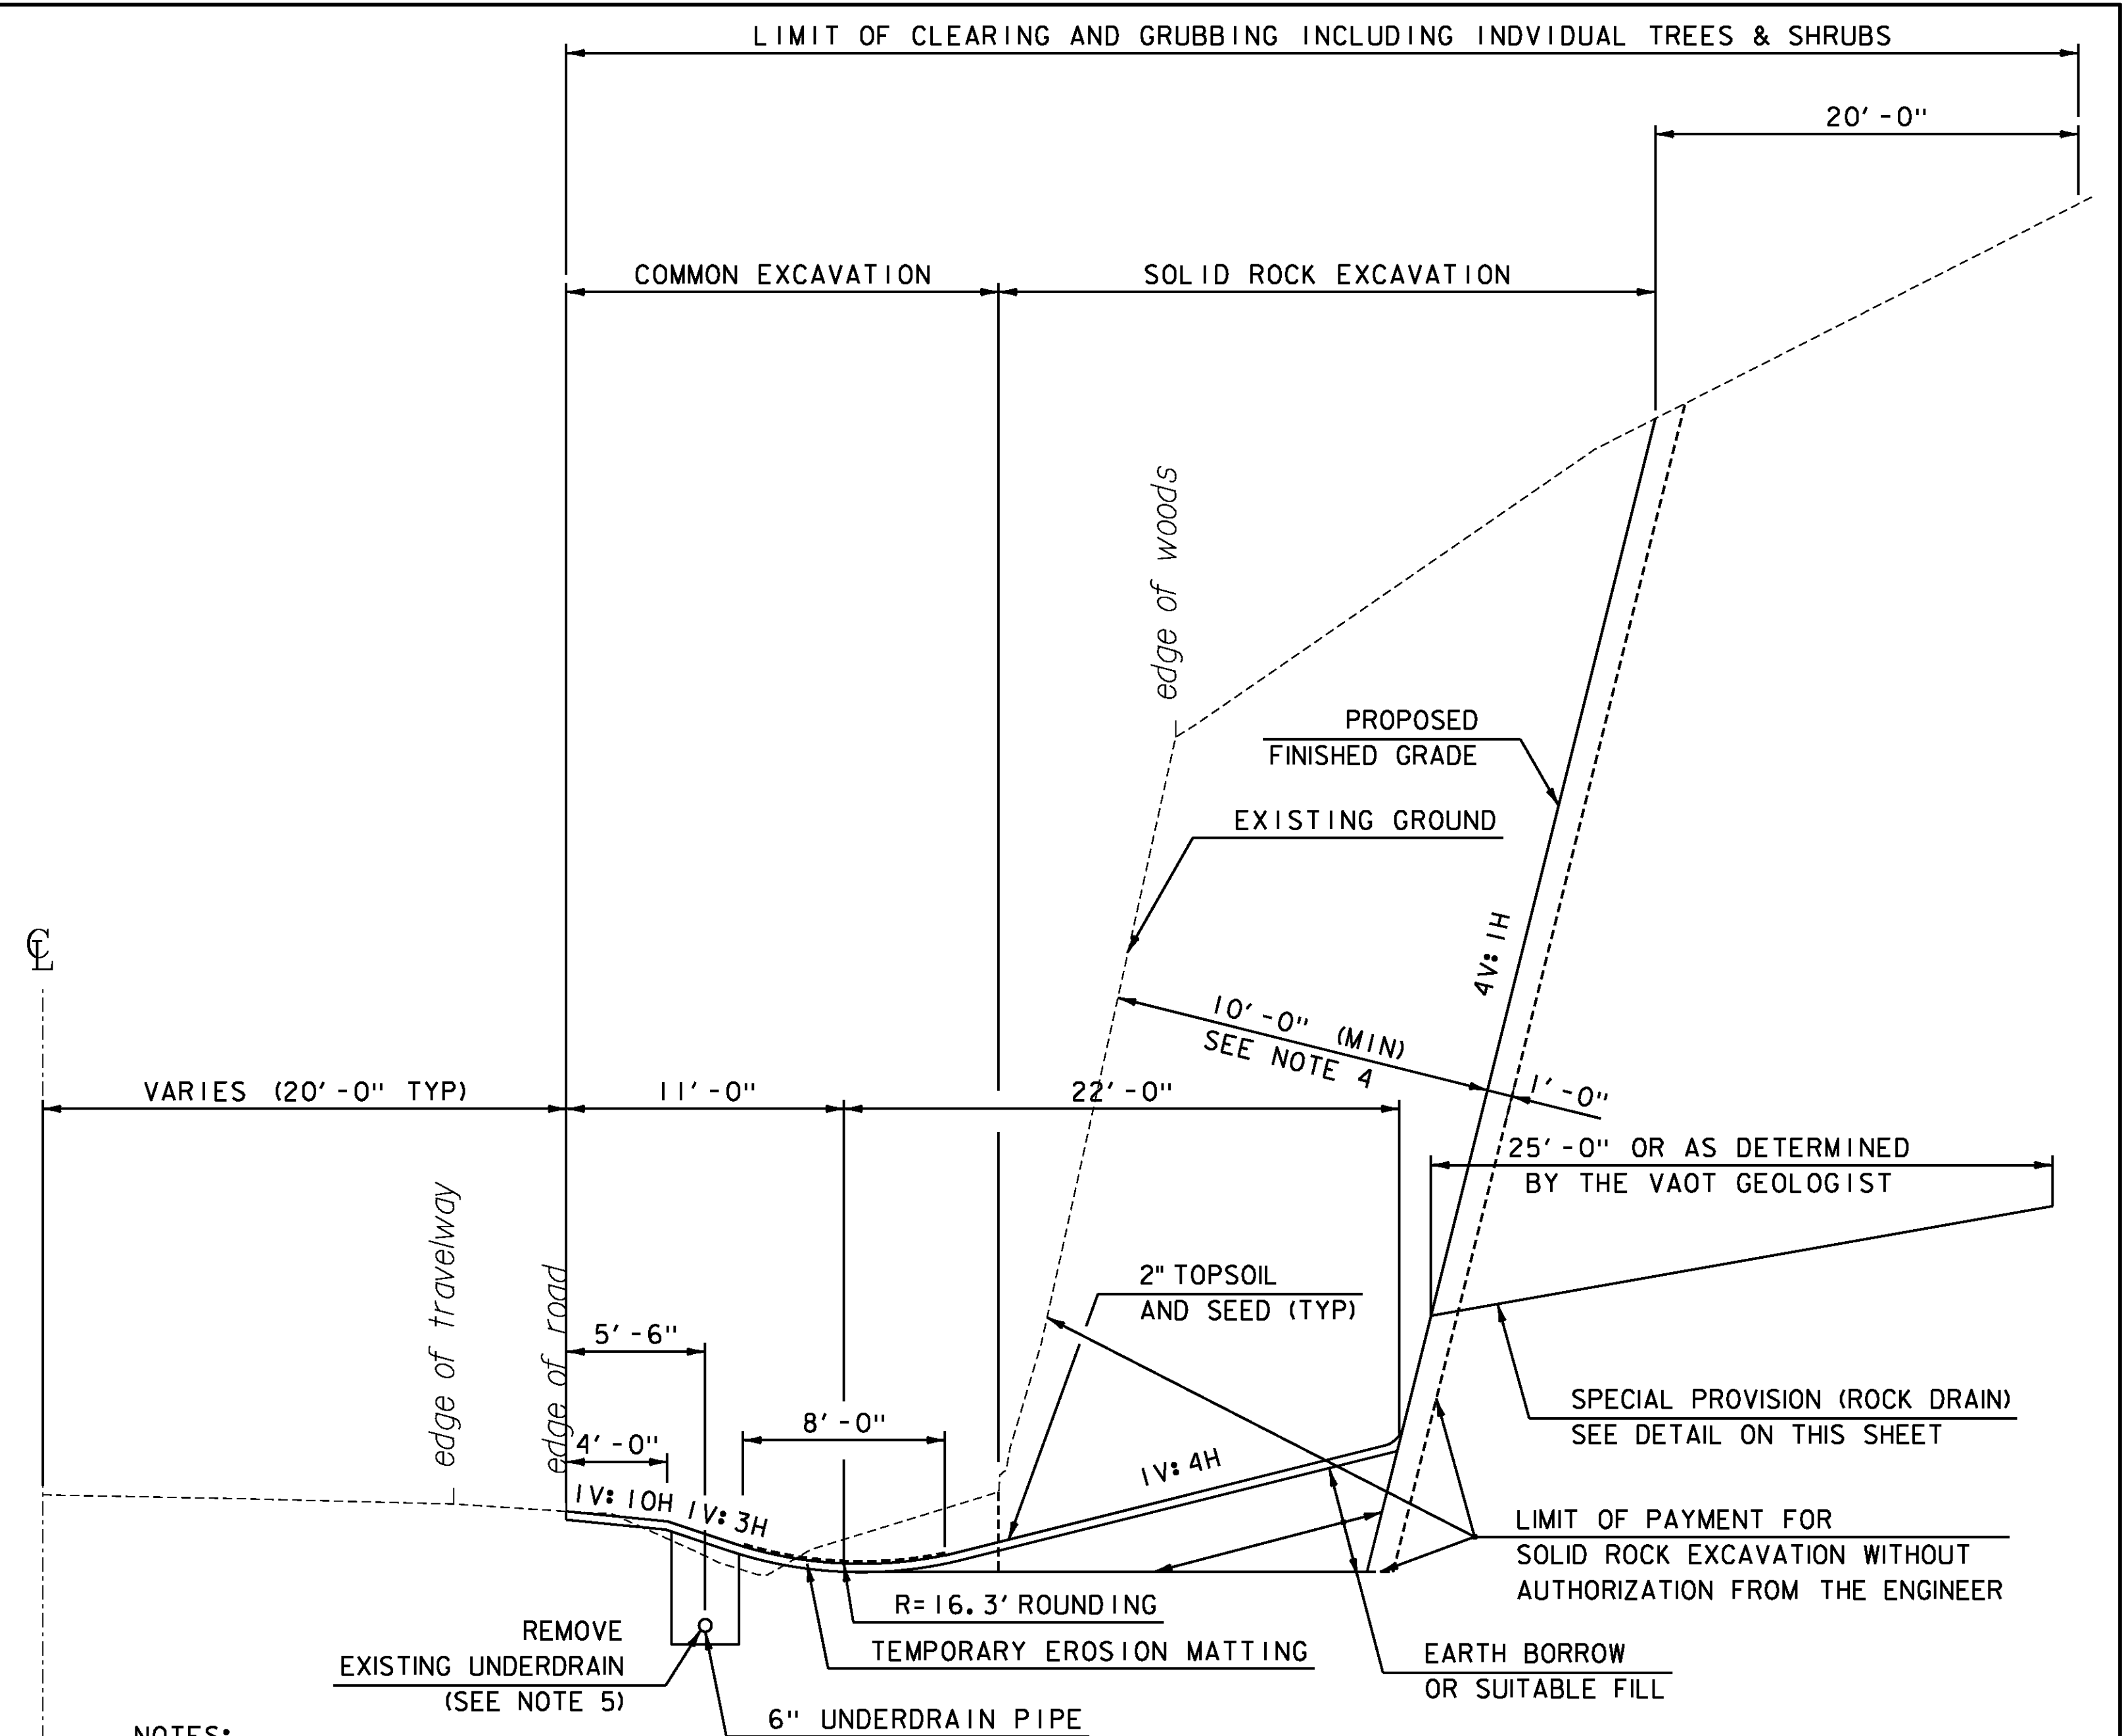 LIMIT OF CLEARING AND GRUBBING INCLUDING INDVIDUAL TREES & SHRUBS
20'-0"
COMMON EXCAVATION
SOLID ROCK EXCAVATION
edge of woods
PROPOSED
FINISHED GRADE
EXISTING GROUND
℄
4V:1H
10'-0" (MIN)
SEE NOTE 4
1'-0"
VARIES (20'-0" TYP)
11'-0"
22'-0"
25'-0" OR AS DETERMINED
BY THE VAOT GEOLOGIST
edge of travelway
edge of road
2" TOPSOIL
AND SEED (TYP)
5'-6"
8'-0"
4'-0"
SPECIAL PROVISION (ROCK DRAIN)
SEE DETAIL ON THIS SHEET
1V:10H
1V:3H
1V:4H
LIMIT OF PAYMENT FOR
SOLID ROCK EXCAVATION WITHOUT
AUTHORIZATION FROM THE ENGINEER
R=16.3' ROUNDING
TEMPORARY EROSION MATTING
REMOVE
EXISTING UNDERDRAIN
(SEE NOTE 5)
EARTH BORROW
OR SUITABLE FILL
6" UNDERDRAIN PIPE
NOTES: